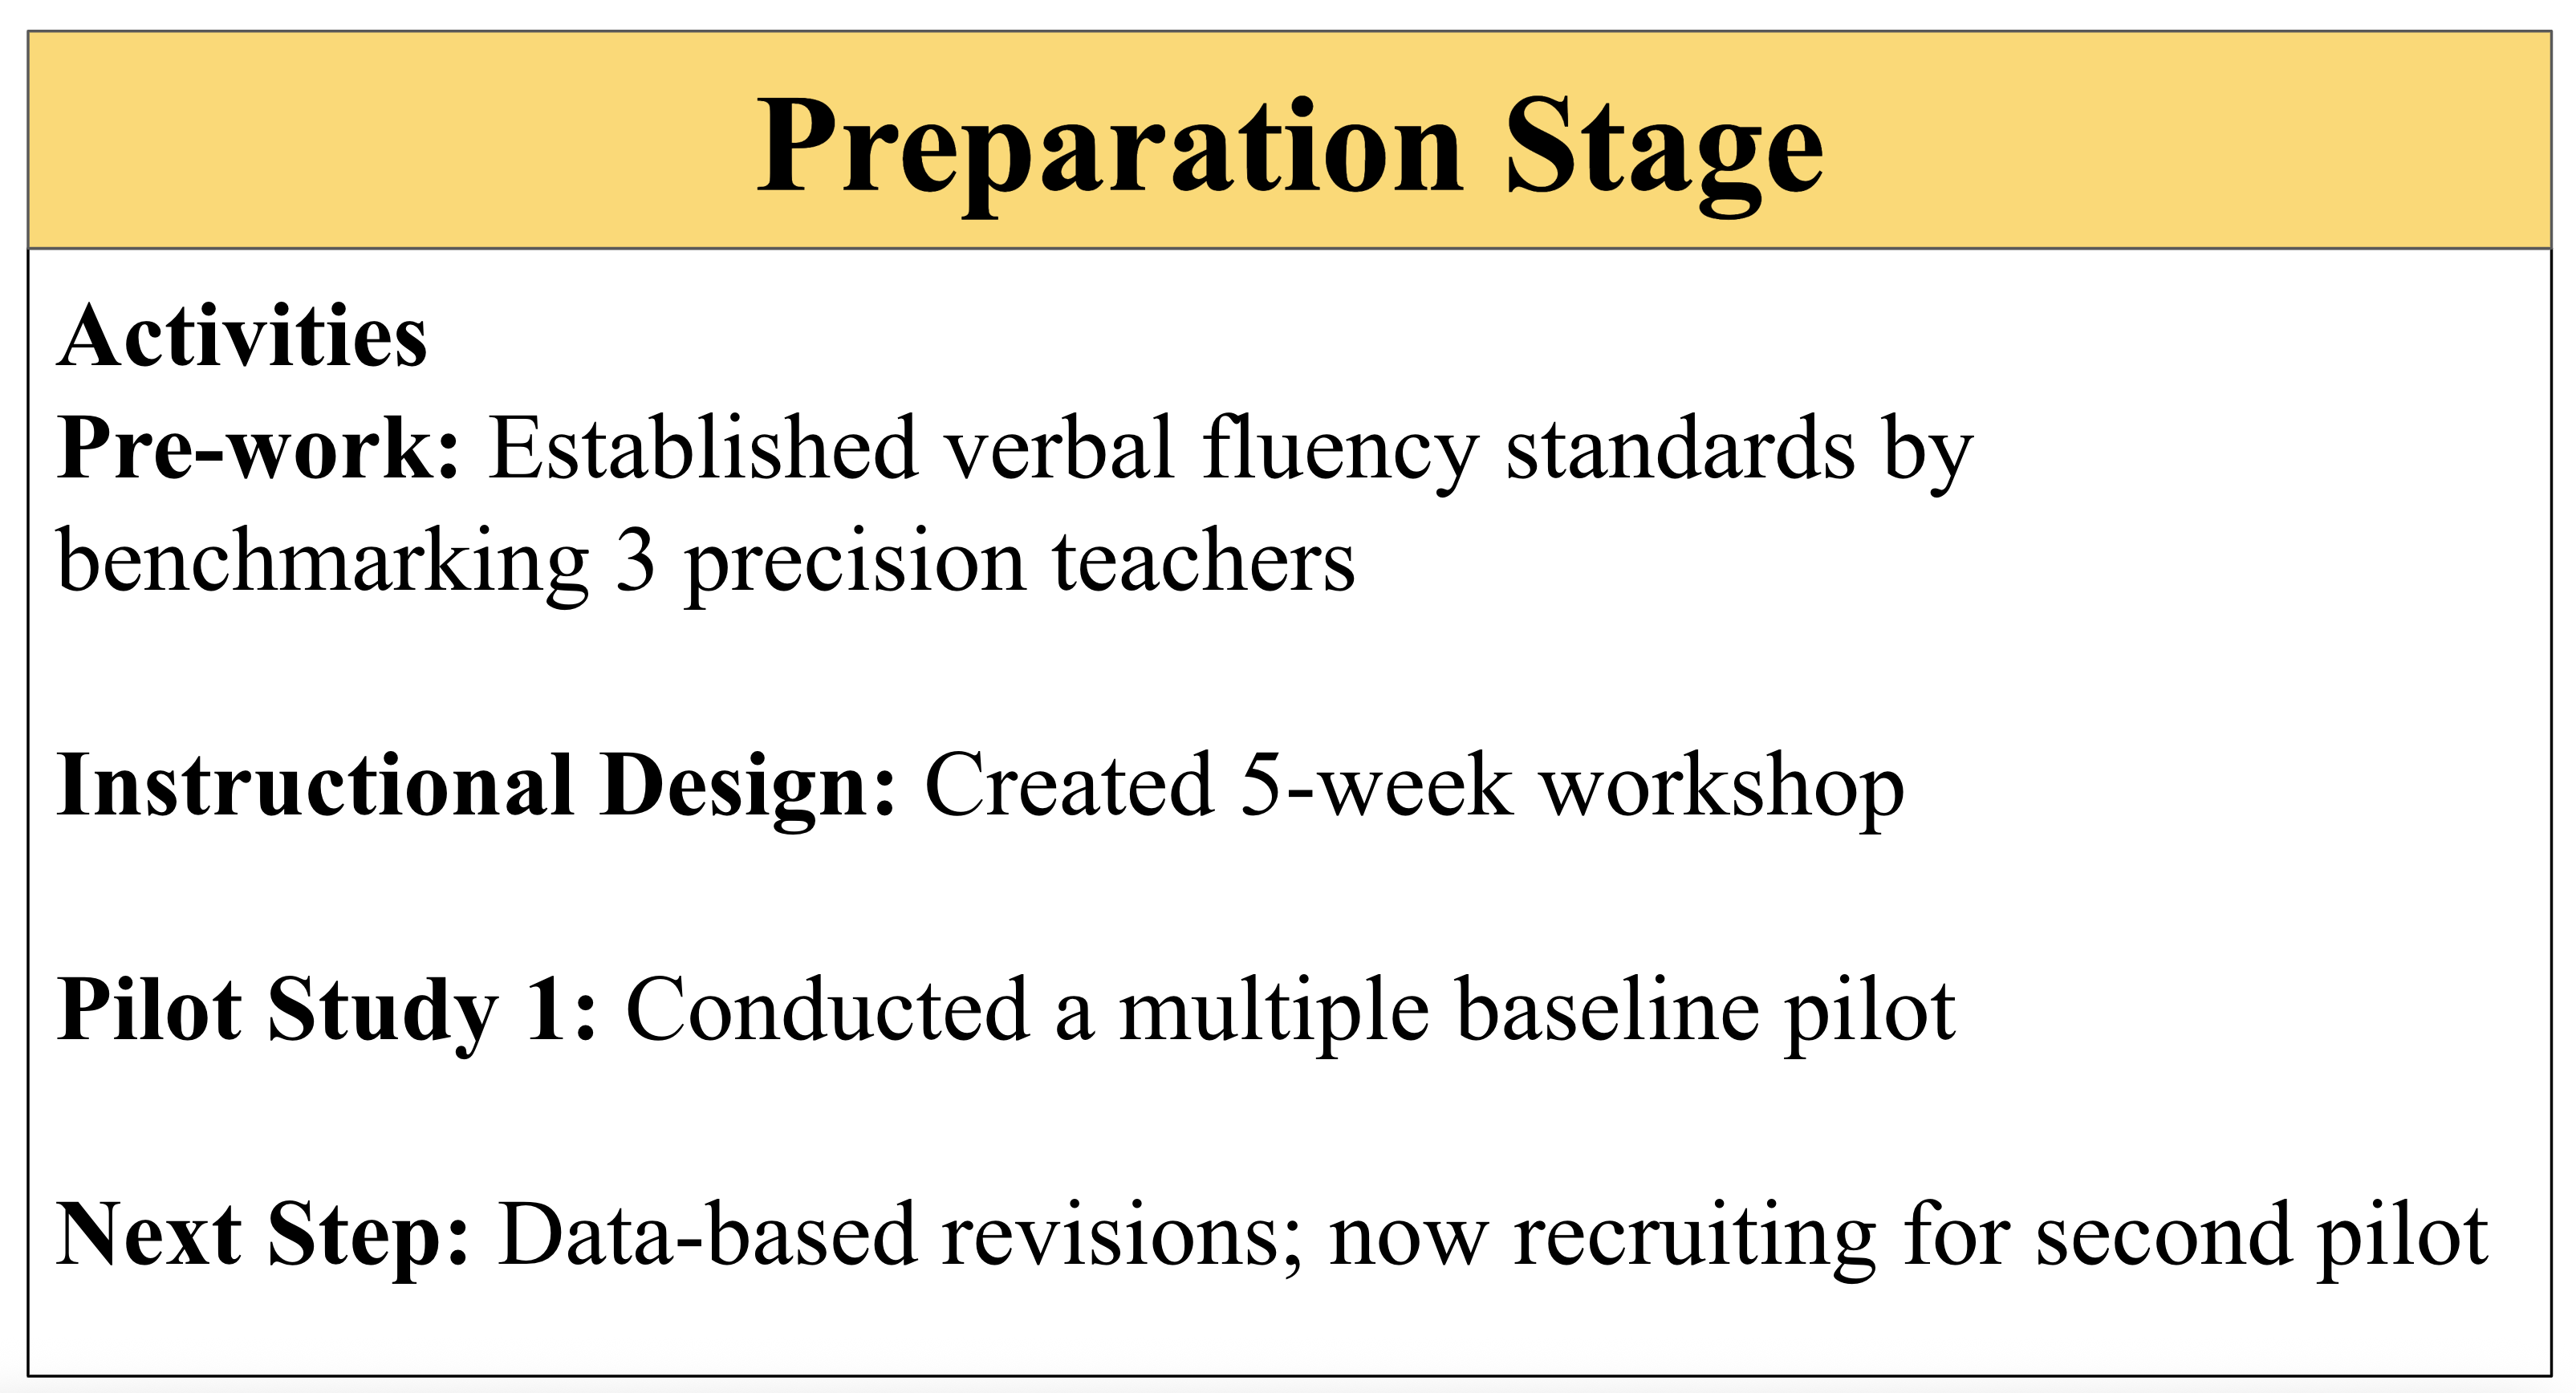 Preparation Stage
Activities
Pre-work: Established verbal fluency standards by
benchmarking 3 precision teachers
Instructional Design: Created 5-week workshop
Pilot Study 1: Conducted a multiple baseline pilot
Next Step: Data-based revisions; now recruiting for second pilot